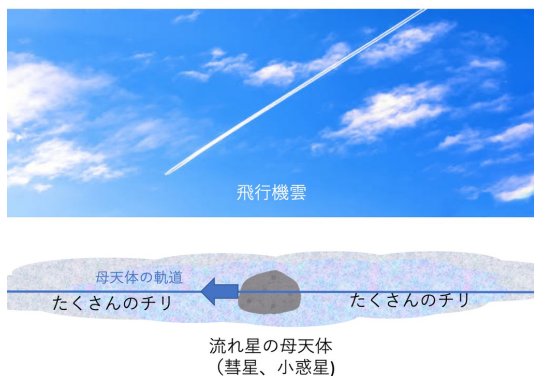 飛行機雲
母天体の軌道
たくさんのチリ
たくさんのチリ
流れ星の母天体
（彗星、小惑星)